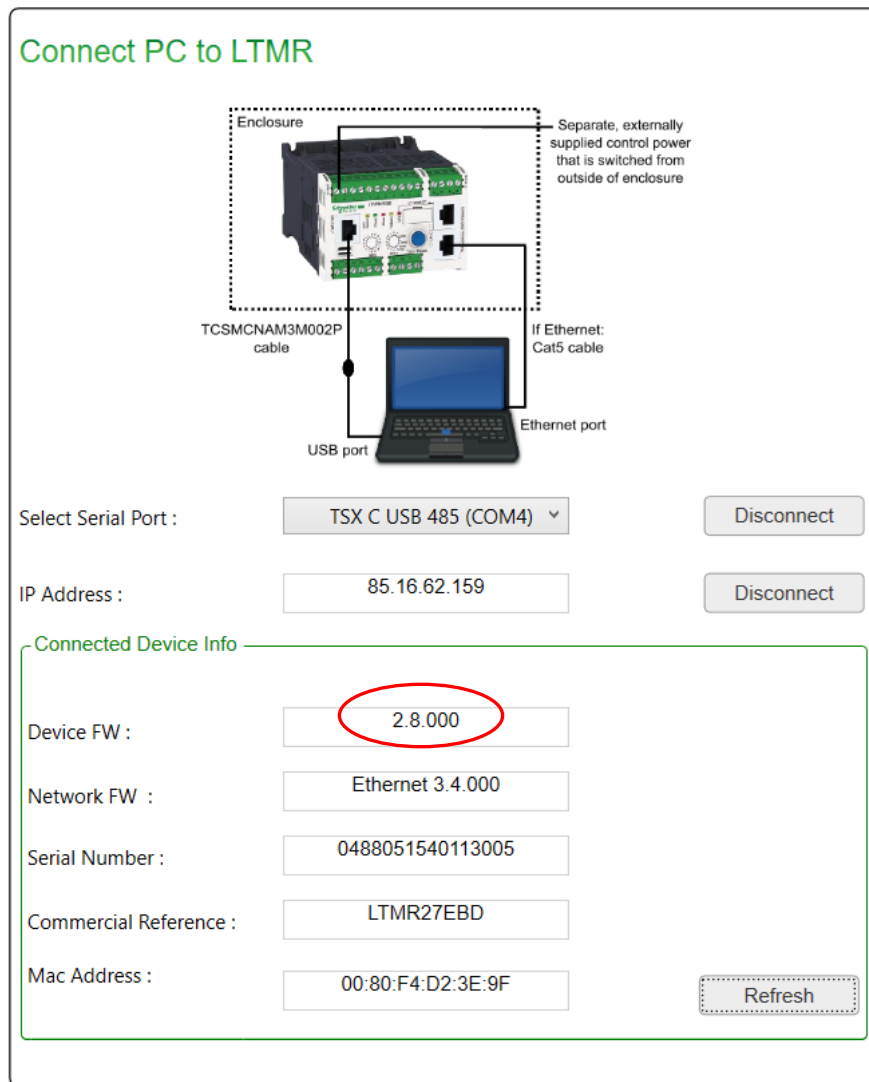 Connect PC to LTMR
Enclosure
Separate, externally
supplied control power
that is switched from
outside of enclosure
TCSMCNAM3M002P
cable
If Ethernet:
Cat5 cable
Ethernet port
USB port
Select Serial Port :
TSX C USB 485 (COM4)
Disconnect
IP Address :
85.16.62.159
Disconnect
Connected Device Info
Device FW :
2.8.000
Network FW :
Ethernet 3.4.000
Serial Number :
0488051540113005
Commercial Reference :
LTMR27EBD
Mac Address :
00:80:F4:D2:3E:9F
Refresh